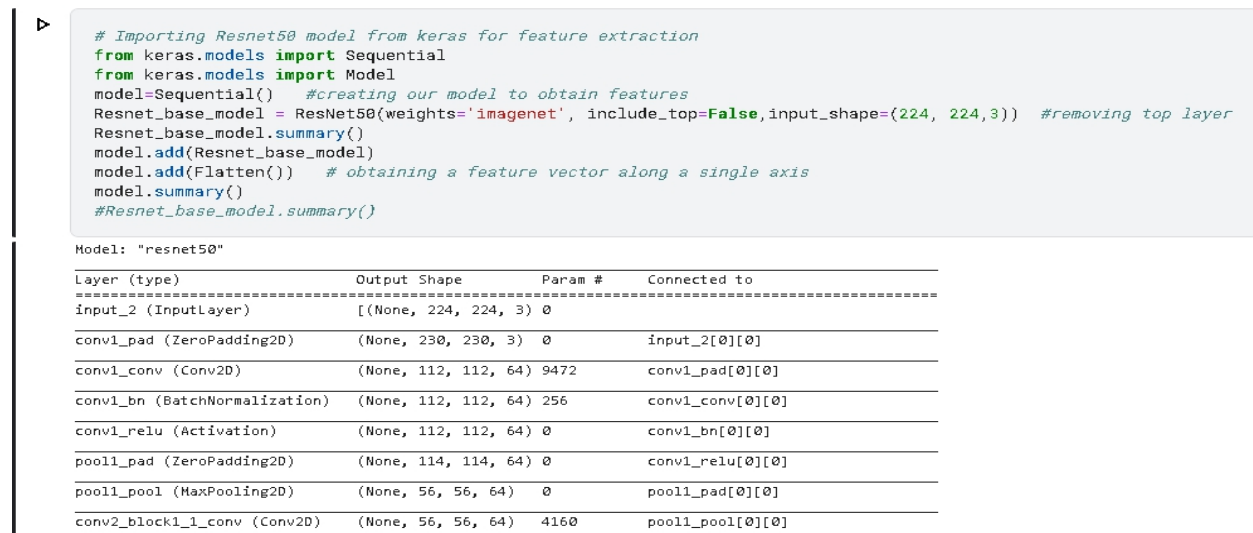 # Importing Resnet50 model from keras for feature extraction
from keras.models import Sequential
from keras.models import Model
model=Sequential()   #creating our model to obtain features
Resnet_base_model = ResNet50(weights='imagenet', include_top=False,input_shape=(224, 224,3))  #removing top layer
Resnet_base_model.summary()
model.add(Resnet_base_model)
model.add(Flatten())   # obtaining a feature vector along a single axis
model.summary()
#Resnet_base_model.summary()
Model: "resnet50"
Layer (type) Output Shape Param # Connected to
input_2 (InputLayer) [(None, 224, 224, 3) 0
conv1_pad (ZeroPadding2D) (None, 230, 230, 3) 0 input_2[0][0]
conv1_conv (Conv2D) (None, 112, 112, 64) 9472 conv1_pad[0][0]
conv1_bn (BatchNormalization) (None, 112, 112, 64) 256 conv1_conv[0][0]
conv1_relu (Activation) (None, 112, 112, 64) 0 conv1_bn[0][0]
pool1_pad (ZeroPadding2D) (None, 114, 114, 64) 0 conv1_relu[0][0]
pool1_pool (MaxPooling2D) (None, 56, 56, 64) 0 pool1_pad[0][0]
conv2_block1_1_conv (Conv2D) (None, 56, 56, 64) 4160 pool1_pool[0][0]